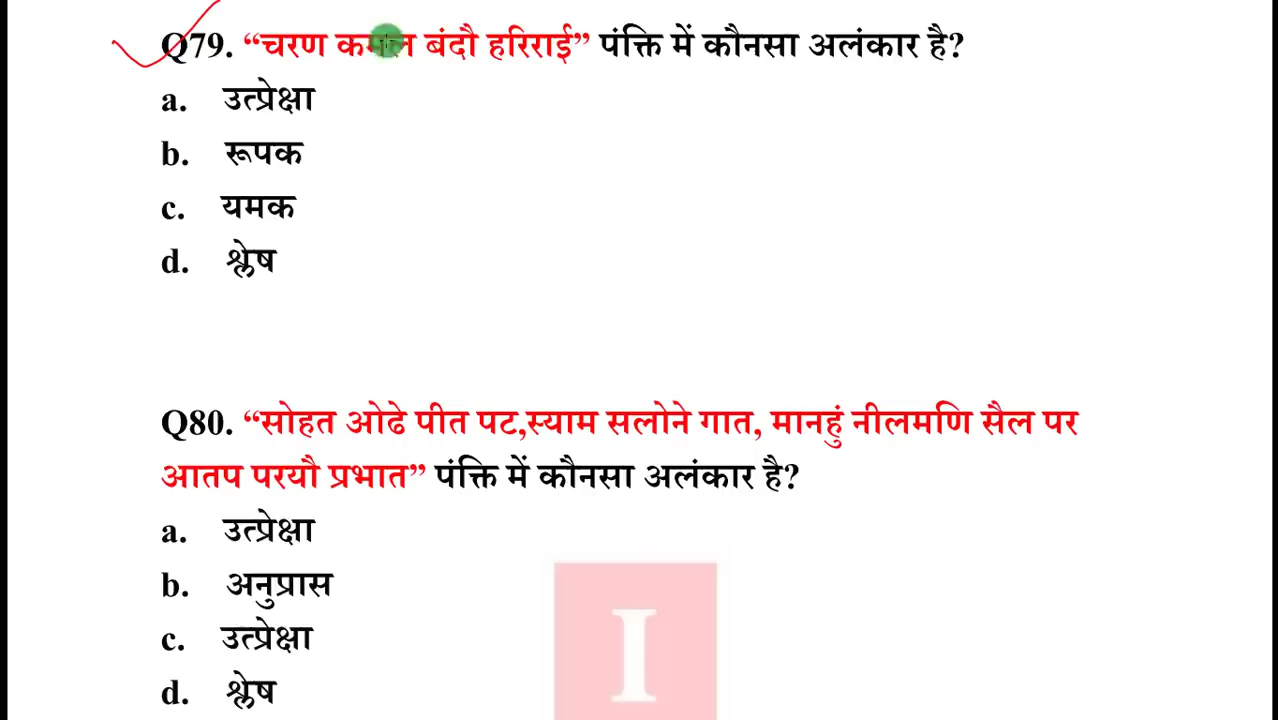 Q79. “चरण कमल बंदौ हरिराई” पंक्ति में कौनसा अलंकार है?
a. उत्प्रेक्षा
b. रूपक
c. यमक
d. श्लेष
Q80. “सोहत ओढे पीत पट,स्याम सलोने गात, मानहुं नीलमणि सैल पर
आतप परयौ प्रभात” पंक्ति में कौनसा अलंकार है?
a. उत्प्रेक्षा
b. अनुप्रास
c. उत्प्रेक्षा
d. श्लेष
I